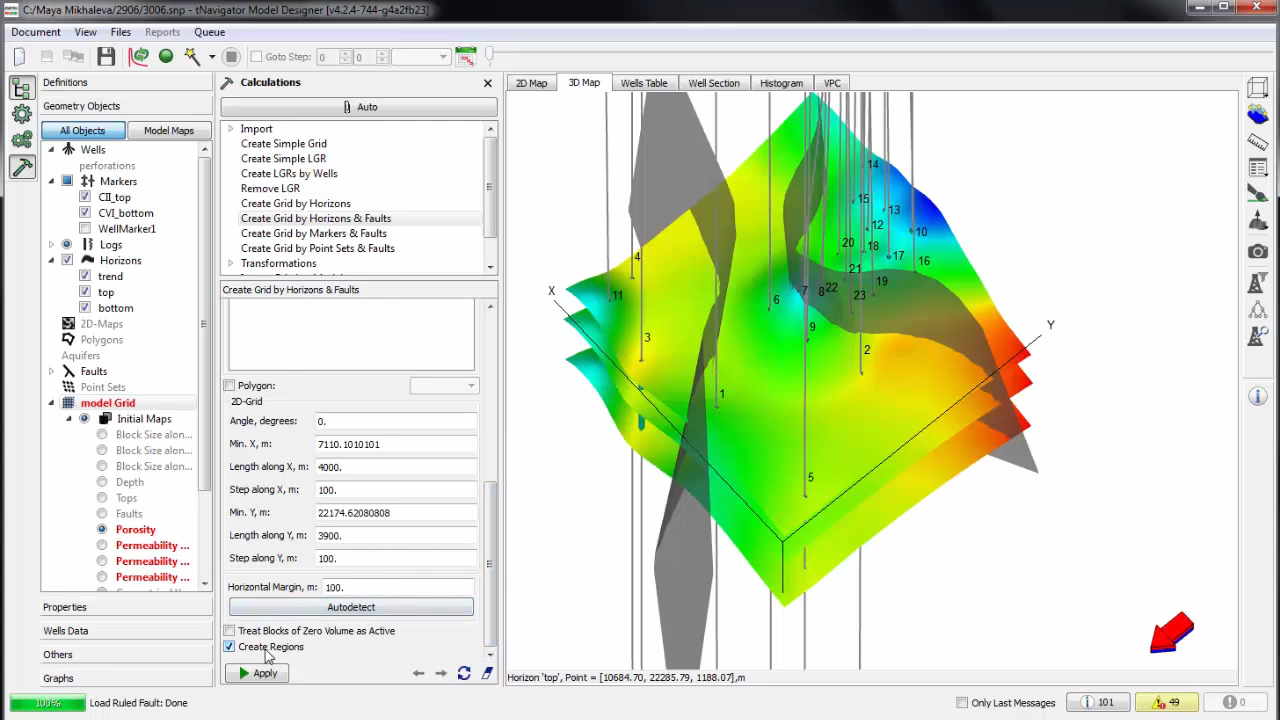 C:/Maya Mikhaleva/2906/3006.snp - tNavigator Model Designer [v4.2.4-744-g4a2fb23]
Document View Files Reports Queue
Goto Step: 0 0
Definitions
Geometry Objects
All Objects Model Maps
Wells
perforations
Markers
CII_top
CVI_bottom
WellMarker1
Logs
Horizons
trend
top
bottom
2D-Maps
Polygons
Aquifers
Faults
Point Sets
model Grid
Initial Maps
Block Size alon...
Block Size alon...
Block Size alon...
Depth
Tops
Faults
Porosity
Permeability ...
Permeability ...
Permeability ...
Properties
Wells Data
Others
Graphs
Calculations
Auto
Import
Create Simple Grid
Create Simple LGR
Create LGRs by Wells
Remove LGR
Create Grid by Horizons
Create Grid by Horizons & Faults
Create Grid by Markers & Faults
Create Grid by Point Sets & Faults
Transformations
Create Grid by Horizons & Faults
Polygon:
2D-Grid
Angle, degrees: 0.
Min. X, m: 7110.1010101
Length along X, m: 4000.
Step along X, m: 100.
Min. Y, m: 22174.62080808
Length along Y, m: 3900.
Step along Y, m: 100.
Horizontal Margin, m: 100.
Autodetect
Treat Blocks of Zero Volume as Active
Create Regions
Apply
2D Map 3D Map Wells Table Well Section Histogram VPC
14
15
13
12
10
4
20
18
17
16
21
11
X
6
7
8
22
23
19
Y
9
3
2
1
5
Horizon 'top', Point = [10684.70, 22285.79, 1188.07],m
100% Load Ruled Fault: Done
Only Last Messages 101 49 0